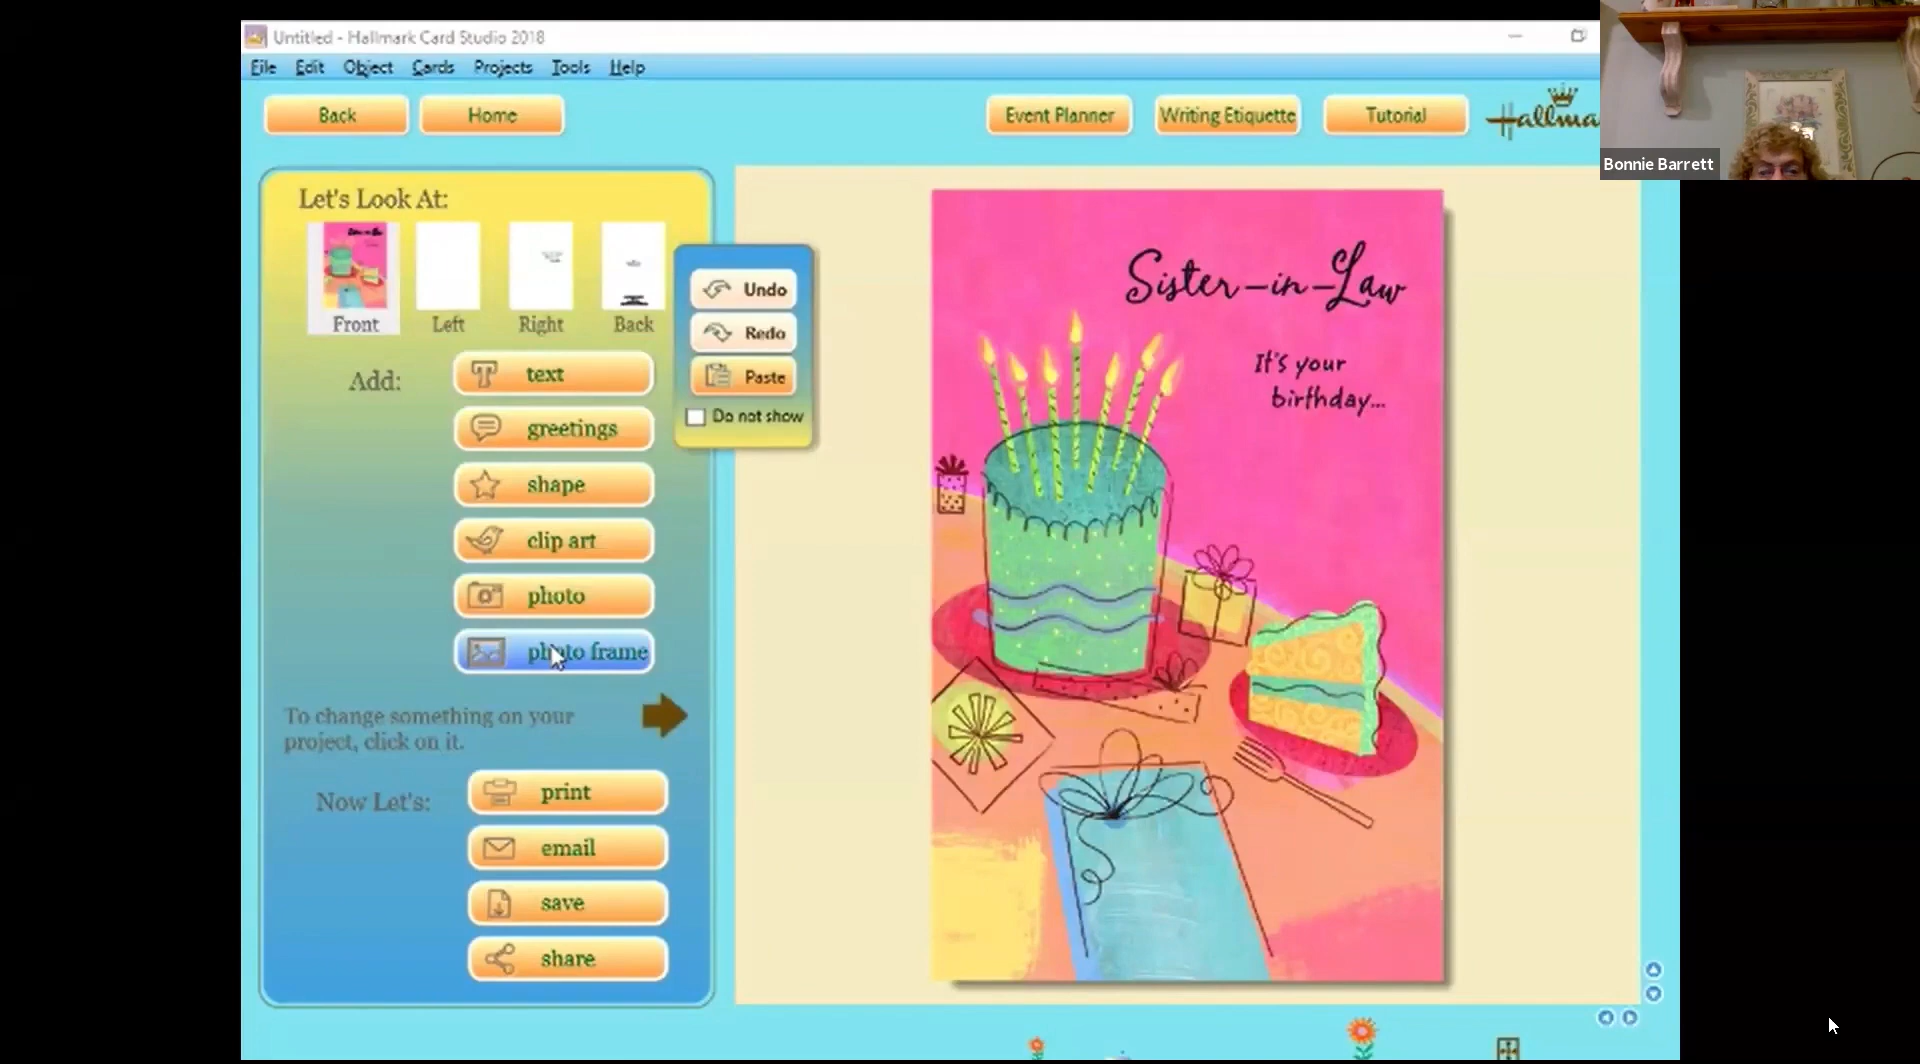 Untitled - Hallmark Card Studio 2018
File Edit Object Cards Projects Tools Help
Back Home Event Planner Writing Etiquette Tutorial
Bonnie Barrett
Let's Look At:
Front Left Right Back
Undo
Redo
Paste
Do not show
Add: text
greetings
shape
clip art
photo
photo frame
To change something on your
project, click on it.
Now Let's: print
email
save
share
Sister-in-Law
It's your
birthday...